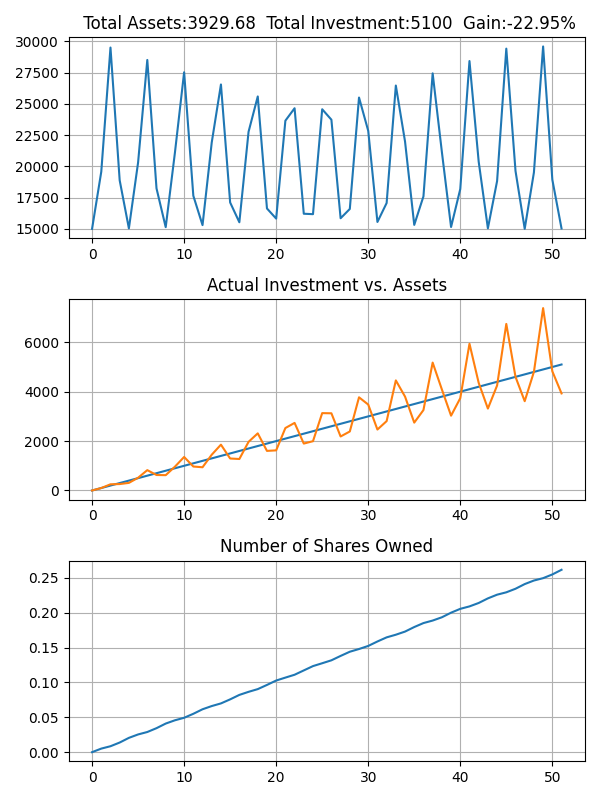 Total Assets:3929.68  Total Investment:5100  Gain:-22.95%
30000
27500
25000
22500
20000
17500
15000
0 10 20 30 40 50
Actual Investment vs. Assets
6000
4000
2000
0
0 10 20 30 40 50
Number of Shares Owned
0.25
0.20
0.15
0.10
0.05
0.00
0 10 20 30 40 50